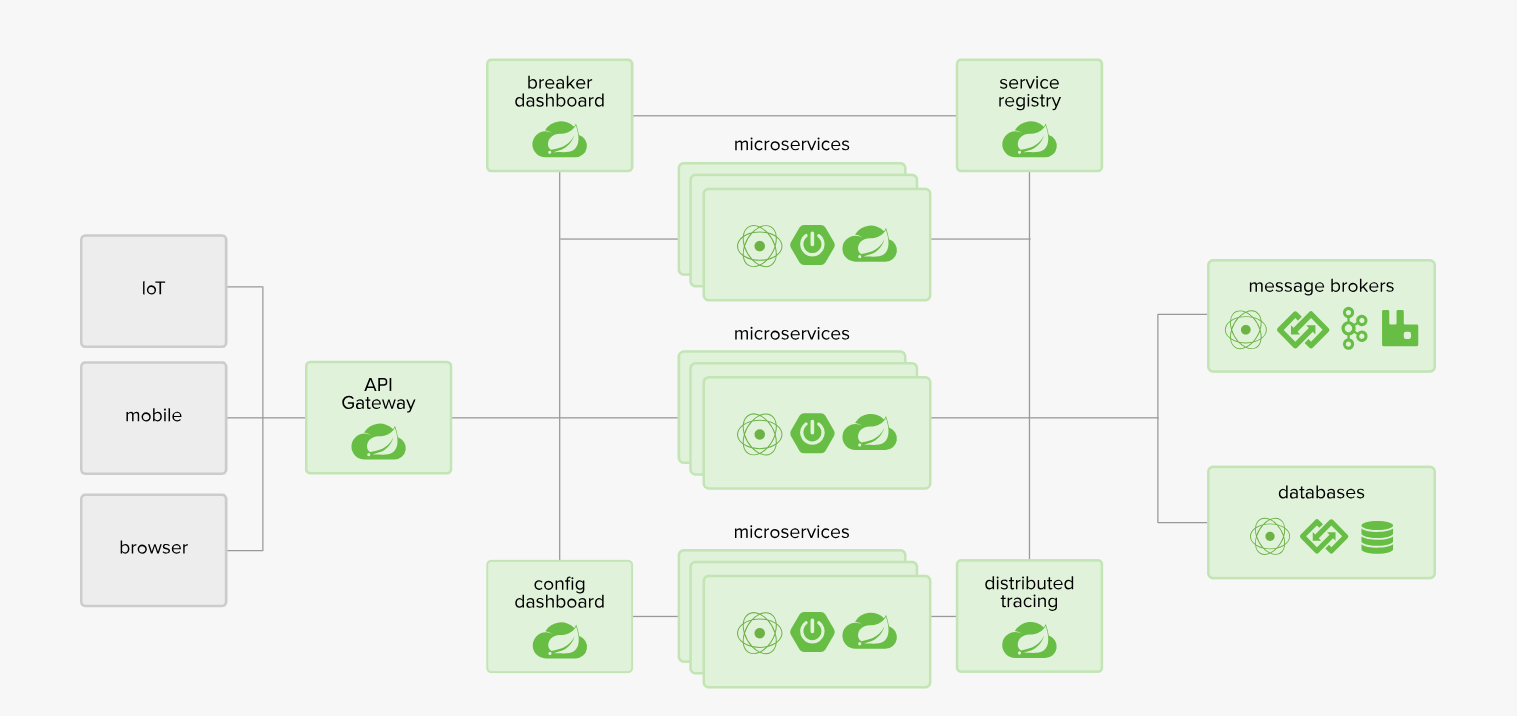 breaker
dashboard
service
registry
microservices
IoT
mobile
browser
API
Gateway
microservices
message brokers
databases
microservices
config
dashboard
distributed
tracing